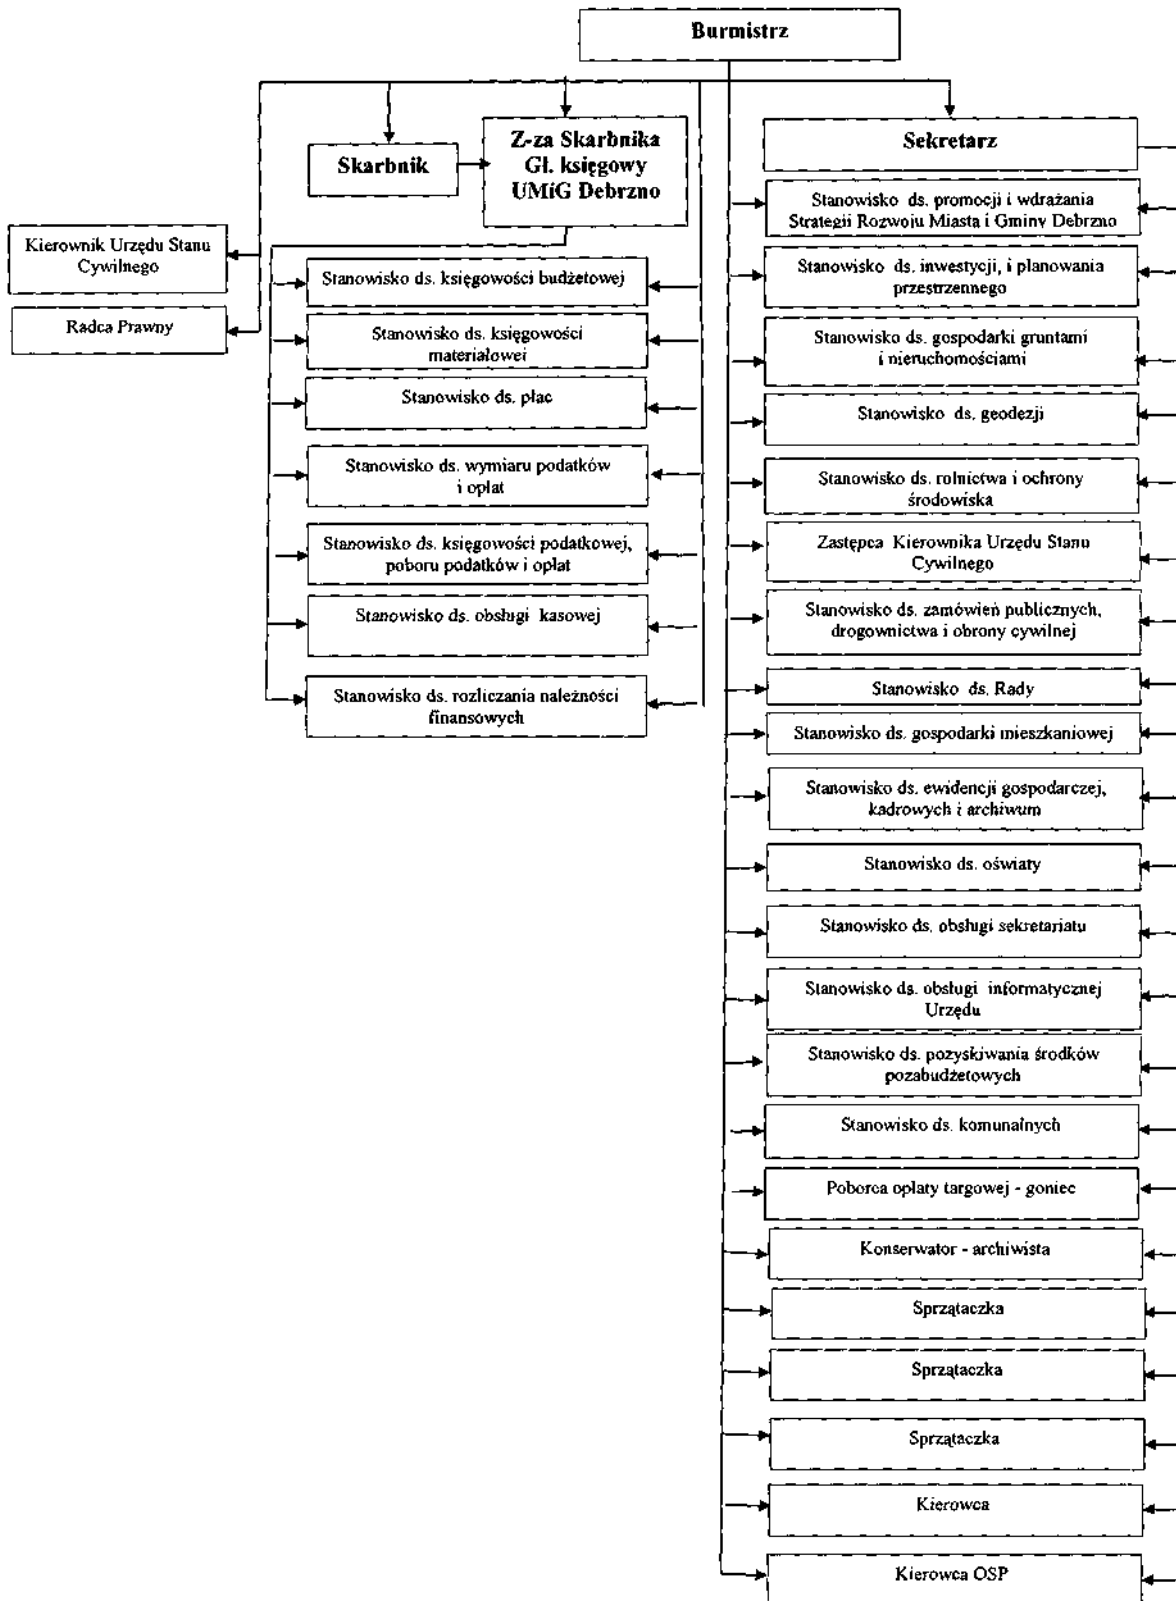 Burmistrz
Skarbnik
Z-za Skarbnika
Gł. księgowy
UMiG Debrzno
Sekretarz
Kierownik Urzędu Stanu
Cywilnego
Radca Prawny
Stanowisko ds. księgowości budżetowej
Stanowisko ds. księgowości
materiałowei
Stanowisko ds. płac
Stanowisko ds. wymiaru podatków
i opłat
Stanowisko ds. księgowości podatkowej,
poboru podatków i opłat
Stanowisko ds. obsługi kasowej
Stanowisko ds. rozliczania należności
finansowych
Stanowisko ds. promocji i wdrażania
Strategii Rozwoju Miasta i Gminy Debrzno
Stanowisko ds. inwestycji, i planowania
przestrzennego
Stanowisko ds. gospodarki gruntami
i nieruchomościami
Stanowisko ds. geodezji
Stanowisko ds. rolnictwa i ochrony
środowiska
Zastępca Kierownika Urzędu Stanu
Cywilnego
Stanowisko ds. zamówień publicznych,
drogownictwa i obrony cywilnej
Stanowisko ds. Rady
Stanowisko ds. gospodarki mieszkaniowej
Stanowisko ds. ewidencji gospodarczej,
kadrowych i archiwum
Stanowisko ds. oświaty
Stanowisko ds. obsługi sekretariatu
Stanowisko ds. obsługi informatycznej
Urzędu
Stanowisko ds. pozyskiwania środków
pozabudżetowych
Stanowisko ds. komunalnych
Poborca opłaty targowej - goniec
Konserwator - archiwista
Sprzątaczka
Sprzątaczka
Sprzątaczka
Kierowca
Kierowca OSP